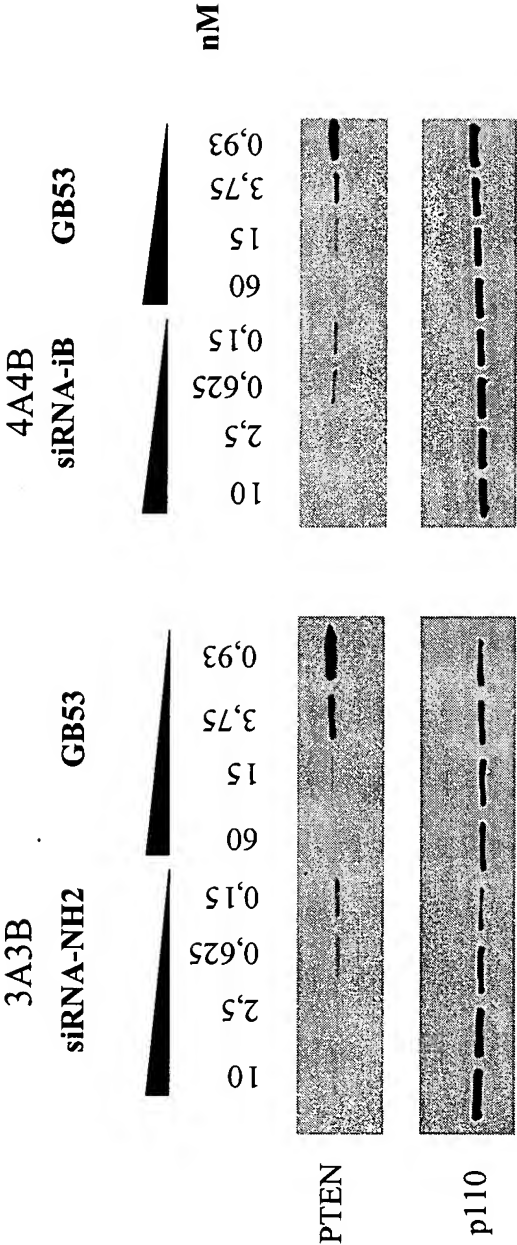 3A3B 4A4B
siRNA-NH2 GB53 siRNA-iB GB53
10 2,5 0,625 0,15 60 15 3,75 0,93 10 2,5 0,625 0,15 60 15 3,75 0,93 nM
PTEN
p110